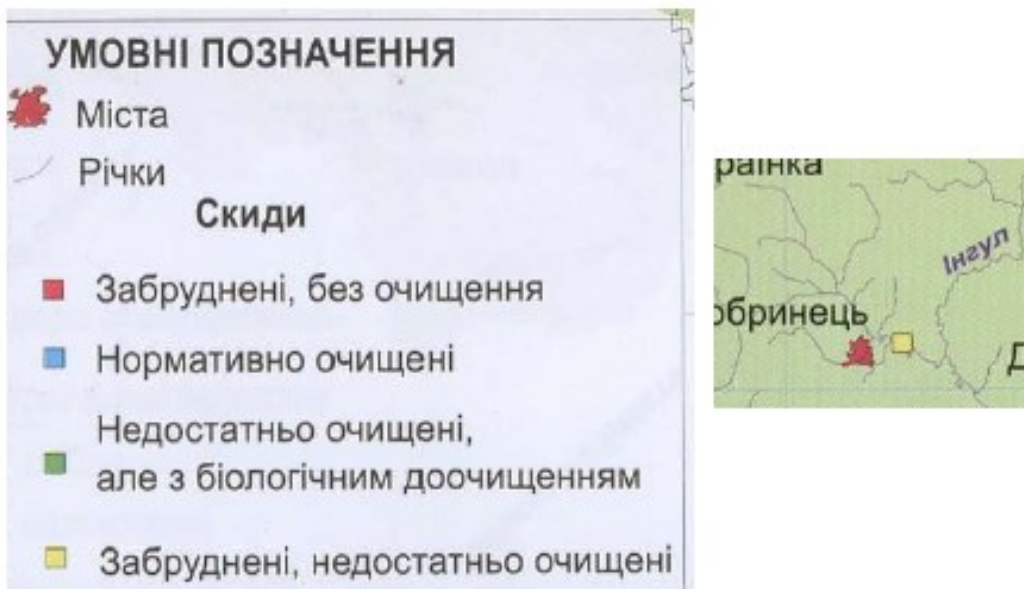 УМОВНІ ПОЗНАЧЕННЯ
Міста
Річки
Скиди
Забруднені, без очищення
Нормативно очищені
Недостатньо очищені,
але з біологічним доочищенням
Забруднені, недостатньо очищені
раїнка
Інгул
обринець
Д